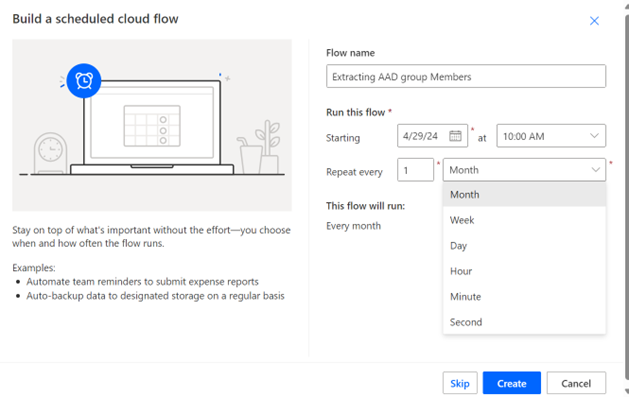 Build a scheduled cloud flow
Flow name
Extracting AAD group Members
Run this flow *
Starting 4/29/24 * at 10:00 AM
Repeat every 1 * Month *
Month
Week
Day
Hour
Minute
Second
This flow will run:
Every month
Stay on top of what's important without the effort—you choose
when and how often the flow runs.
Examples:
• Automate team reminders to submit expense reports
• Auto-backup data to designated storage on a regular basis
Skip Create Cancel